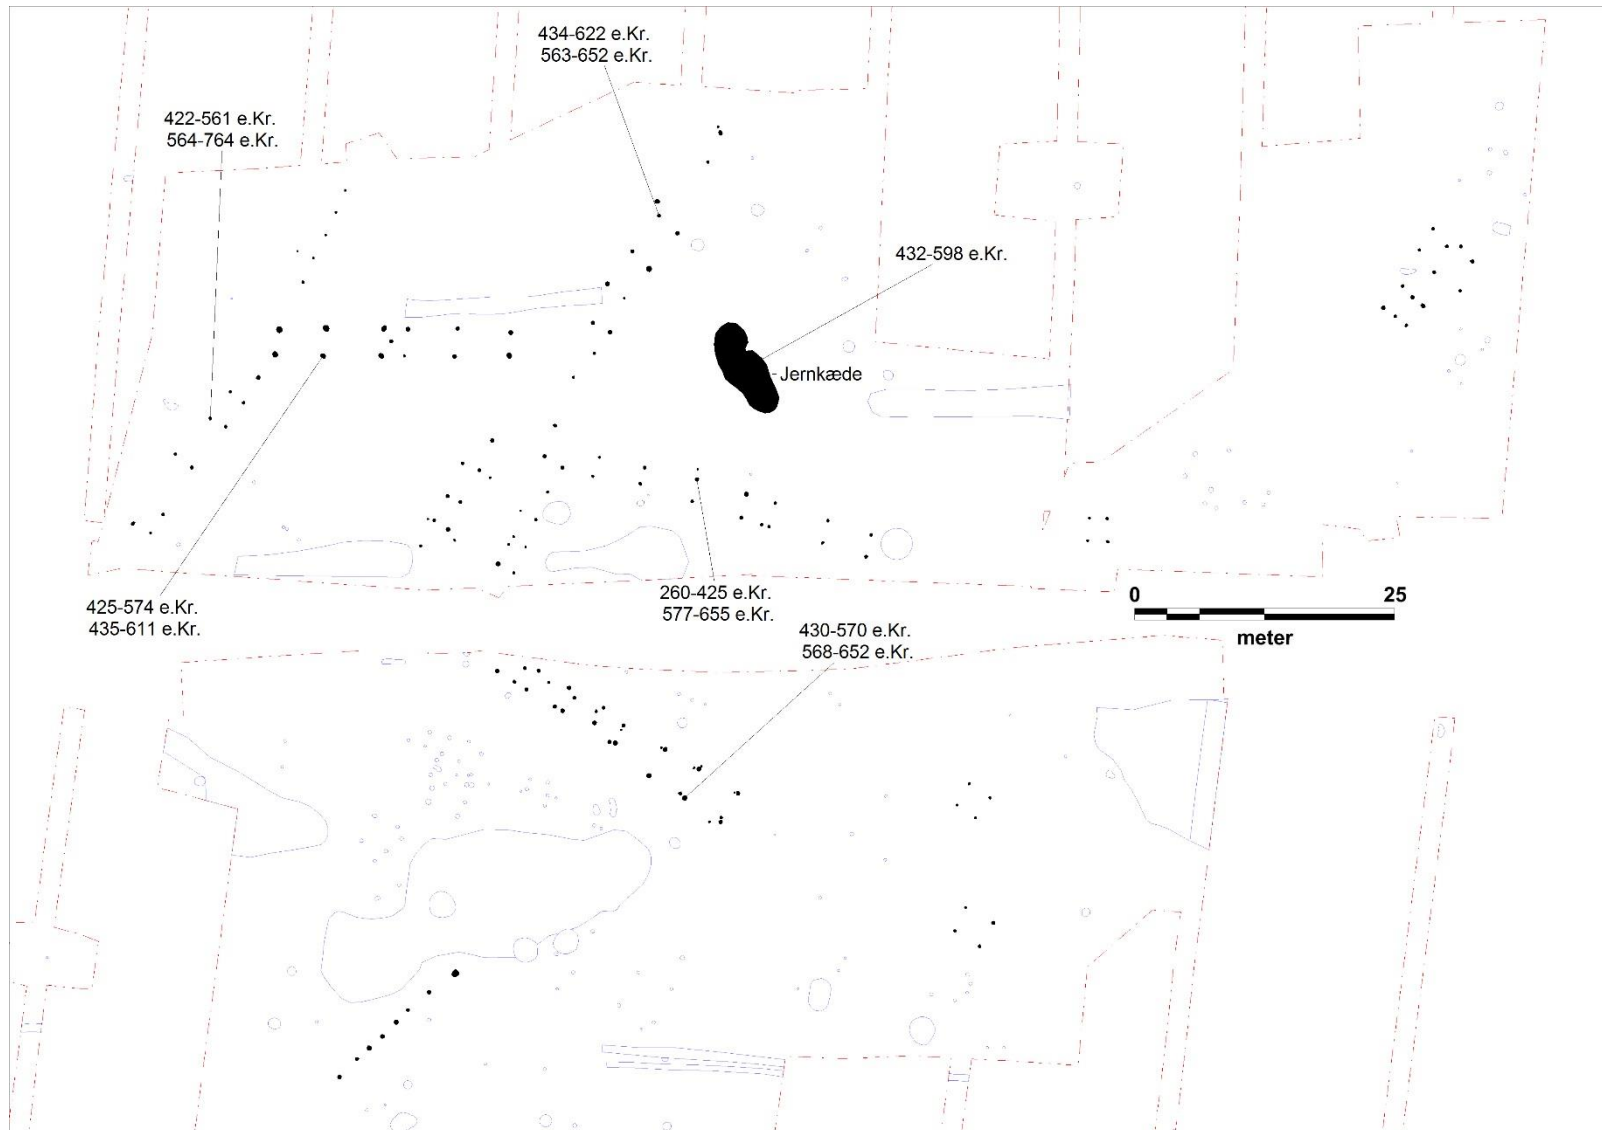 434-622 e.Kr.
563-652 e.Kr.
422-561 e.Kr.
564-764 e.Kr.
432-598 e.Kr.
Jernkæde
425-574 e.Kr.
435-611 e.Kr.
260-425 e.Kr.
577-655 e.Kr.
430-570 e.Kr.
568-652 e.Kr.
0 25
meter